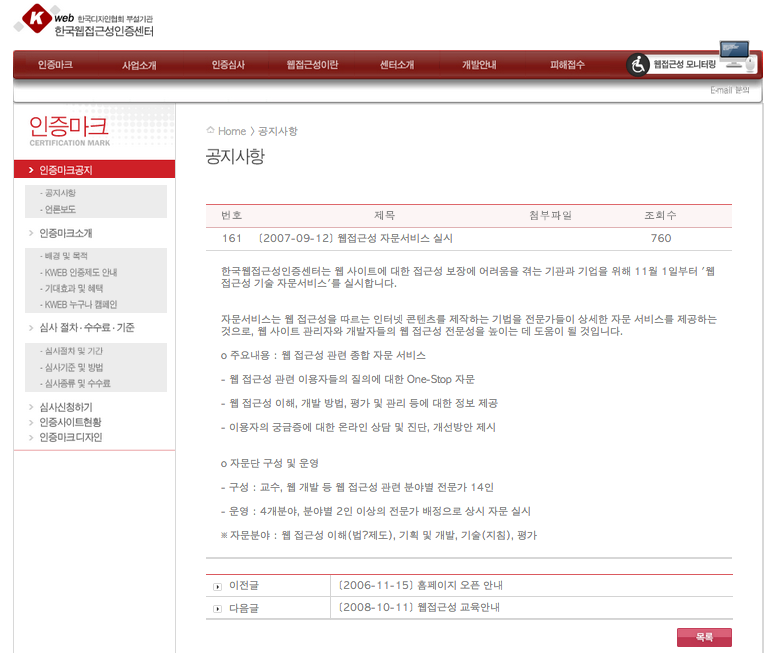 K web 한국디자인협회 부설기관
한국웹접근성인증센터
인증마크 사업소개 인증심사 웹접근성이란 센터소개 개발안내 피해접수 웹접근성 모니터링
E-mail 문의
인증마크
CERTIFICATION MARK
인증마크공지
- 공지사항
- 언론보도
인증마크소개
- 배경 및 목적
- KWEB 인증제도 안내
- 기대효과 및 혜택
- KWEB 누구나 캠페인
심사 절차 · 수수료 · 기준
- 심사절차 및 기간
- 심사기준 및 방법
- 심사종류 및 수수료
심사신청하기
인증사이트현황
인증마크디자인
Home > 공지사항
공지사항
번호 제목 첨부파일 조회수
161 [2007-09-12] 웹접근성 자문서비스 실시 760
한국웹접근성인증센터는 웹 사이트에 대한 접근성 보장에 어려움을 겪는 기관과 기업을 위해 11월 1일부터 '웹
접근성 기술 자문서비스'를 실시합니다.
자문서비스는 웹 접근성을 따르는 인터넷 콘텐츠를 제작하는 기법을 전문가들이 상세한 자문 서비스를 제공하는
것으로, 웹 사이트 관리자와 개발자들의 웹 접근성 전문성을 높이는 데 도움이 될 것입니다.
o 주요내용 : 웹 접근성 관련 종합 자문 서비스
- 웹 접근성 관련 이용자들의 질의에 대한 One-Stop 자문
- 웹 접근성 이해, 개발 방법, 평가 및 관리 등에 대한 정보 제공
- 이용자의 궁금증에 대한 온라인 상담 및 진단, 개선방안 제시
o 자문단 구성 및 운영
- 구성 : 교수, 웹 개발 등 웹 접근성 관련 분야별 전문가 14인
- 운영 : 4개분야, 분야별 2인 이상의 전문가 배정으로 상시 자문 실시
※ 자문분야 : 웹 접근성 이해(법?제도), 기획 및 개발, 기술(지침), 평가
이전글 [2006-11-15] 홈페이지 오픈 안내
다음글 [2008-10-11] 웹접근성 교육안내
목록